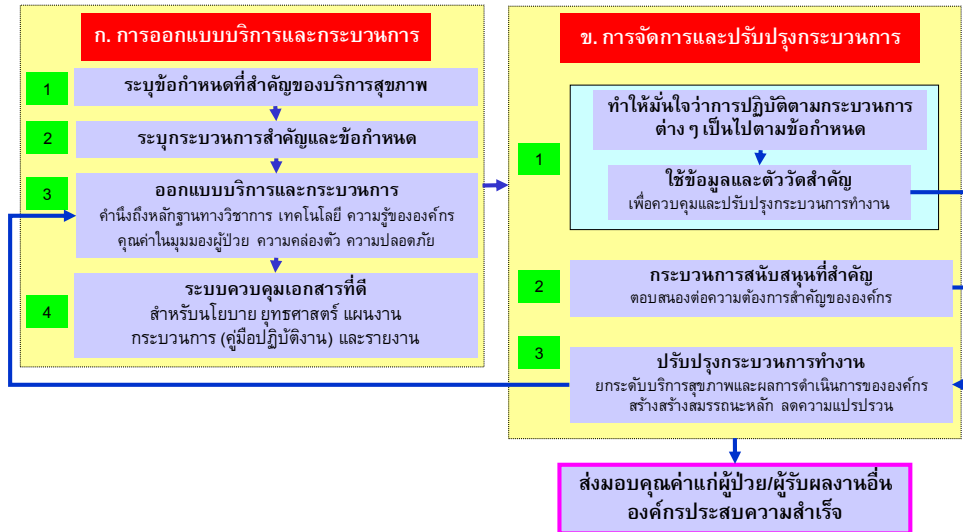 ก. การออกแบบบริการและกระบวนการ
1
ระบุข้อกำหนดที่สำคัญของบริการสุขภาพ
2
ระบุกระบวนการสำคัญและข้อกำหนด
3
ออกแบบบริการและกระบวนการ
คำนึงถึงหลักฐานทางวิชาการ เทคโนโลยี ความรู้ขององค์กร
คุณค่าในมุมมองผู้ป่วย ความคล่องตัว ความปลอดภัย
4
ระบบควบคุมเอกสารที่ดี
สำหรับนโยบาย ยุทธศาสตร์ แผนงาน
กระบวนการ (คู่มือปฏิบัติงาน) และรายงาน
ข. การจัดการและปรับปรุงกระบวนการ
1
ทำให้มั่นใจว่าการปฏิบัติตามกระบวนการ
ต่าง ๆ เป็นไปตามข้อกำหนด
ใช้ข้อมูลและตัววัดสำคัญ
เพื่อควบคุมและปรับปรุงกระบวนการทำงาน
2
กระบวนการสนับสนุนที่สำคัญ
ตอบสนองต่อความต้องการสำคัญขององค์กร
3
ปรับปรุงกระบวนการทำงาน
ยกระดับบริการสุขภาพและผลการดำเนินการขององค์กร
สร้างสร้างสมรรถนะหลัก ลดความแปรปรวน
ส่งมอบคุณค่าแก่ผู้ป่วย/ผู้รับผลงานอื่น
องค์กรประสบความสำเร็จ